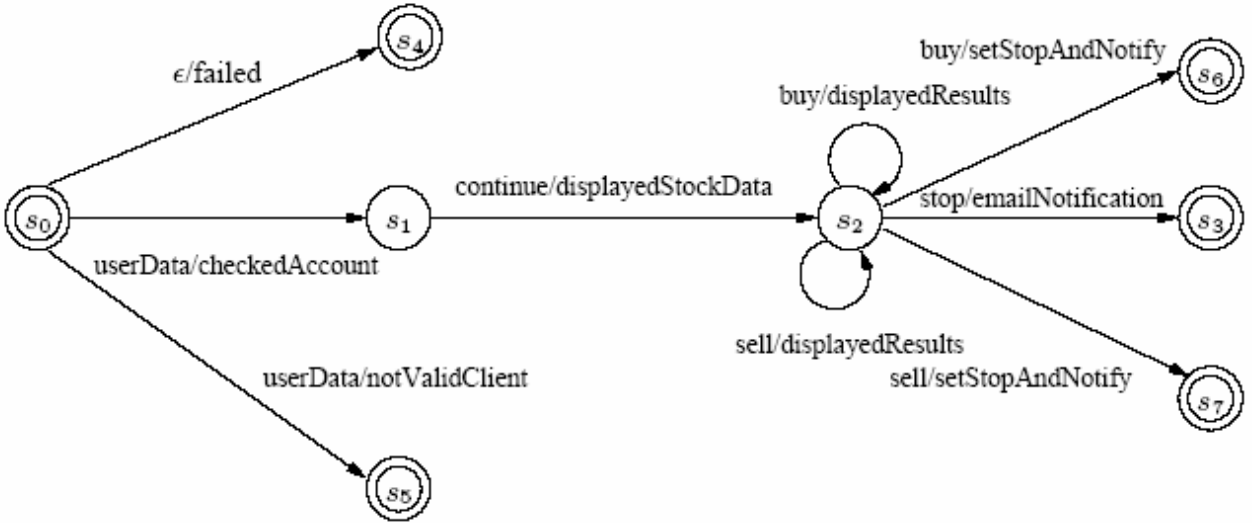 s4
buy/setStopAndNotify
s6
ϵ/failed
buy/displayedResults
continue/displayedStockData
stop/emailNotification
s0
s1
s2
s3
userData/checkedAccount
sell/displayedResults
userData/notValidClient
sell/setStopAndNotify
s7
s5